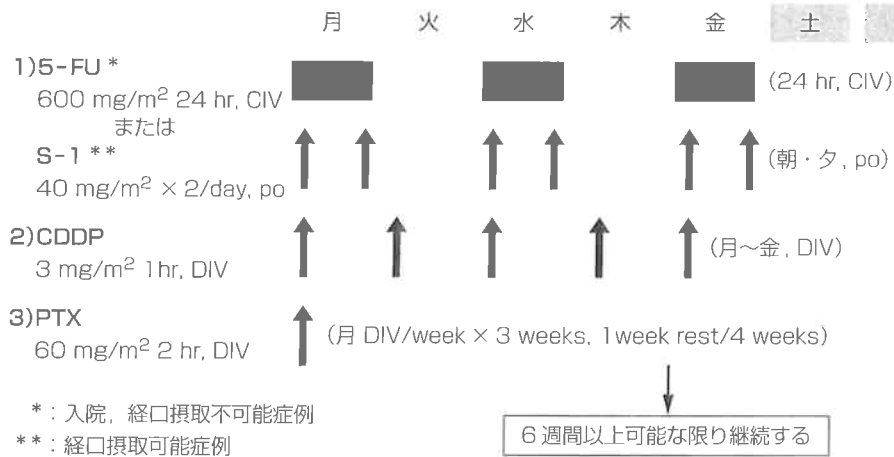 月 火 水 木 金 土
1)5-FU *
600 mg/m² 24 hr, CIV
(24 hr, CIV)
または
S-1 **
40 mg/m² × 2/day, po
(朝・夕, po)
2)CDDP
3 mg/m² 1hr, DIV
(月〜金, DIV)
3)PTX
60 mg/m² 2 hr, DIV
(月 DIV/week × 3 weeks, 1week rest/4 weeks)
*：入院，経口摂取不可能症例
**：経口摂取可能症例
6週間以上可能な限り継続する